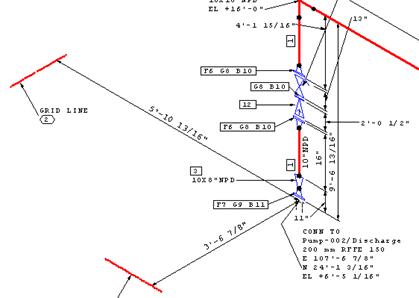 EL +16'-0"
13"
4'-1 15/16"
1
F6 G8 B10
G8 B10
12
F6 G8 B10
2'-0 1/2"
GRID LINE
2
5'-10 13/16"
10"NPD
16"
9'-6 13/16"
1
3
10X8"NPD
F7 G9 B11
11"
3'-6 7/8"
CONN TO
Pump-002/Discharge
200 mm RFFE 150
E 107'-6 7/8"
N 24'-1 3/16"
EL +6'-5 1/16"